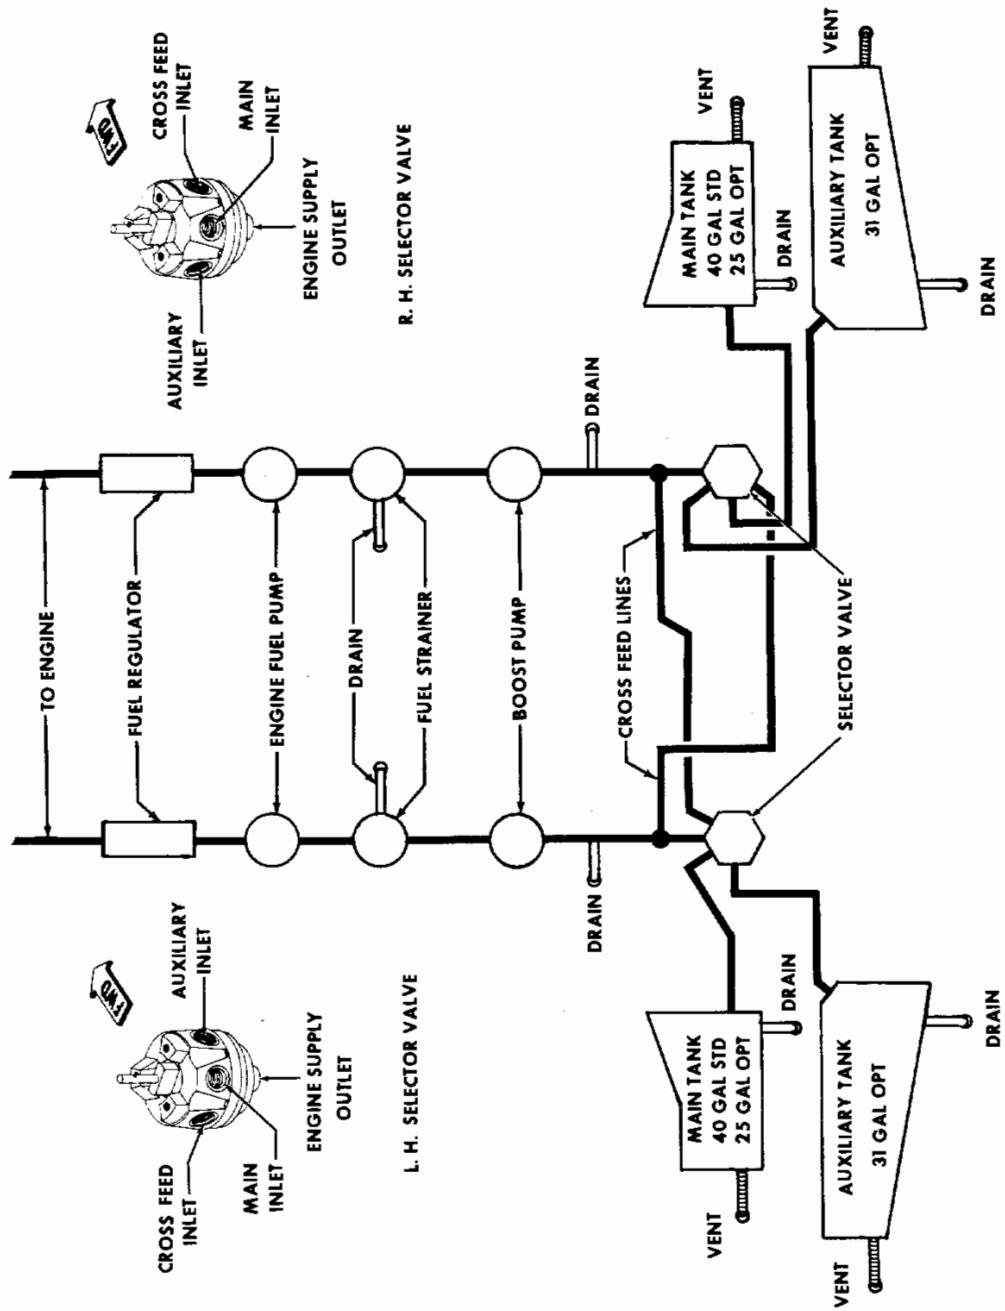 FWD
CROSS FEED
INLET
AUXILIARY
INLET
MAIN
INLET
ENGINE SUPPLY
OUTLET
L. H. SELECTOR VALVE
FWD
AUXILIARY
INLET
CROSS FEED
INLET
MAIN
INLET
ENGINE SUPPLY
OUTLET
R. H. SELECTOR VALVE
TO ENGINE
FUEL REGULATOR
ENGINE FUEL PUMP
DRAIN
FUEL STRAINER
BOOST PUMP
DRAIN
DRAIN
CROSS FEED LINES
SELECTOR VALVE
VENT
MAIN TANK
40 GAL STD
25 GAL OPT
DRAIN
VENT
AUXILIARY TANK
31 GAL OPT
DRAIN
MAIN TANK
40 GAL STD
25 GAL OPT
VENT
DRAIN
AUXILIARY TANK
31 GAL OPT
VENT
DRAIN